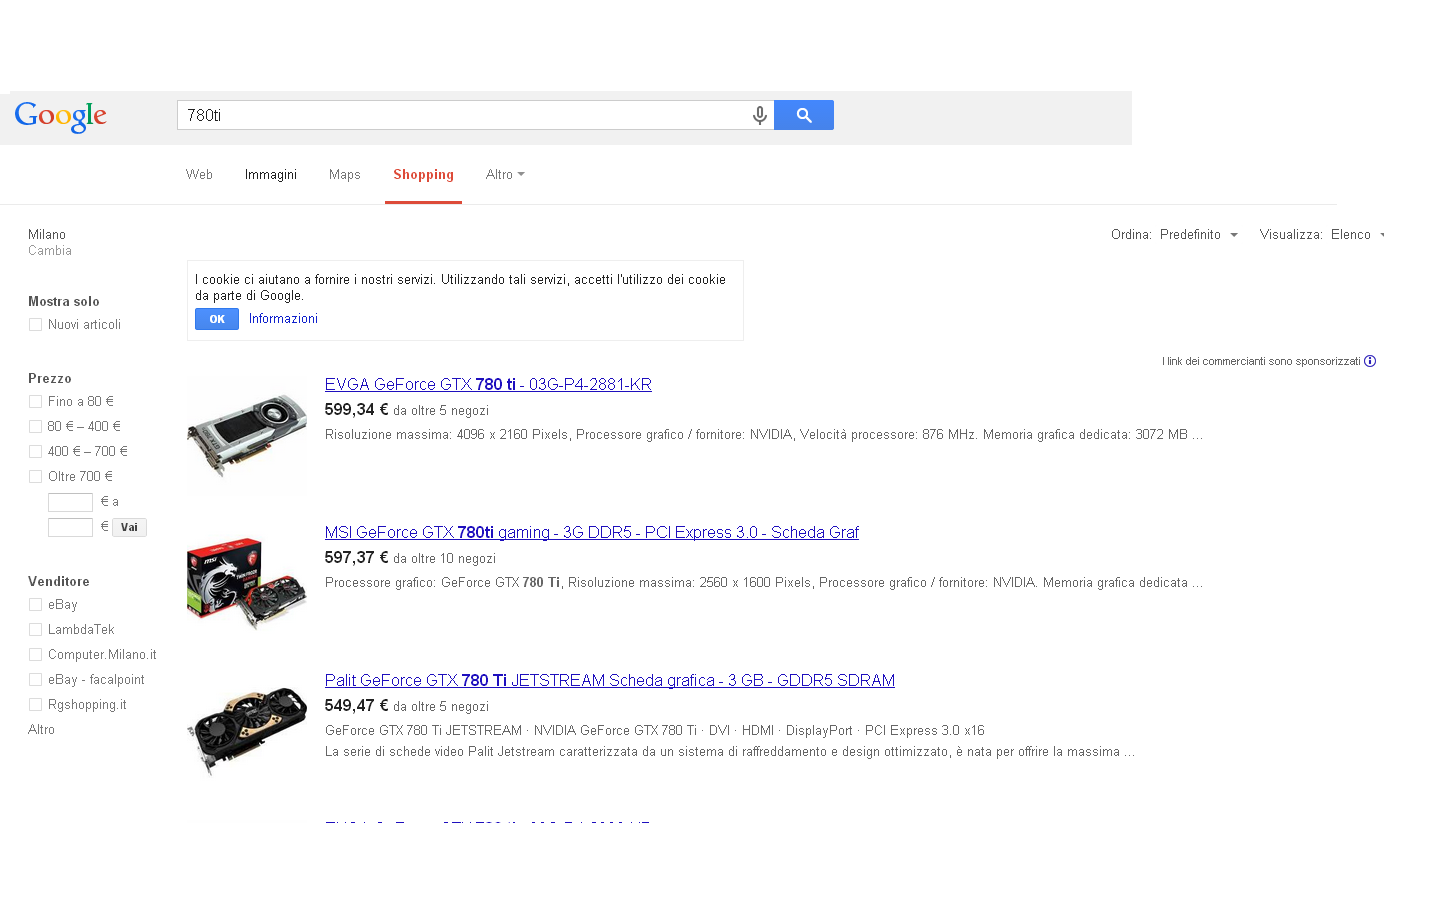 Google
780ti
Web Immagini Maps Shopping Altro
Milano
Cambia
Ordina: Predefinito Visualizza: Elenco
I cookie ci aiutano a fornire i nostri servizi. Utilizzando tali servizi, accetti l'utilizzo dei cookie
da parte di Google.
OK Informazioni
Mostra solo
Nuovi articoli
I link dei commercianti sono sponsorizzati
Prezzo
Fino a 80 €
80 € – 400 €
400 € – 700 €
Oltre 700 €
€ a
€ Vai
Venditore
eBay
LambdaTek
Computer.Milano.it
eBay - facalpoint
Rgshopping.it
Altro
EVGA GeForce GTX 780 ti - 03G-P4-2881-KR
599,34 € da oltre 5 negozi
Risoluzione massima: 4096 x 2160 Pixels, Processore grafico / fornitore: NVIDIA, Velocità processore: 876 MHz. Memoria grafica dedicata: 3072 MB ...
MSI GeForce GTX 780ti gaming - 3G DDR5 - PCI Express 3.0 - Scheda Graf
597,37 € da oltre 10 negozi
Processore grafico: GeForce GTX 780 Ti, Risoluzione massima: 2560 x 1600 Pixels, Processore grafico / fornitore: NVIDIA. Memoria grafica dedicata ...
Palit GeForce GTX 780 Ti JETSTREAM Scheda grafica - 3 GB - GDDR5 SDRAM
549,47 € da oltre 5 negozi
GeForce GTX 780 Ti JETSTREAM · NVIDIA GeForce GTX 780 Ti · DVI · HDMI · DisplayPort · PCI Express 3.0 x16
La serie di schede video Palit Jetstream caratterizzata da un sistema di raffreddamento e design ottimizzato, è nata per offrire la massima ...